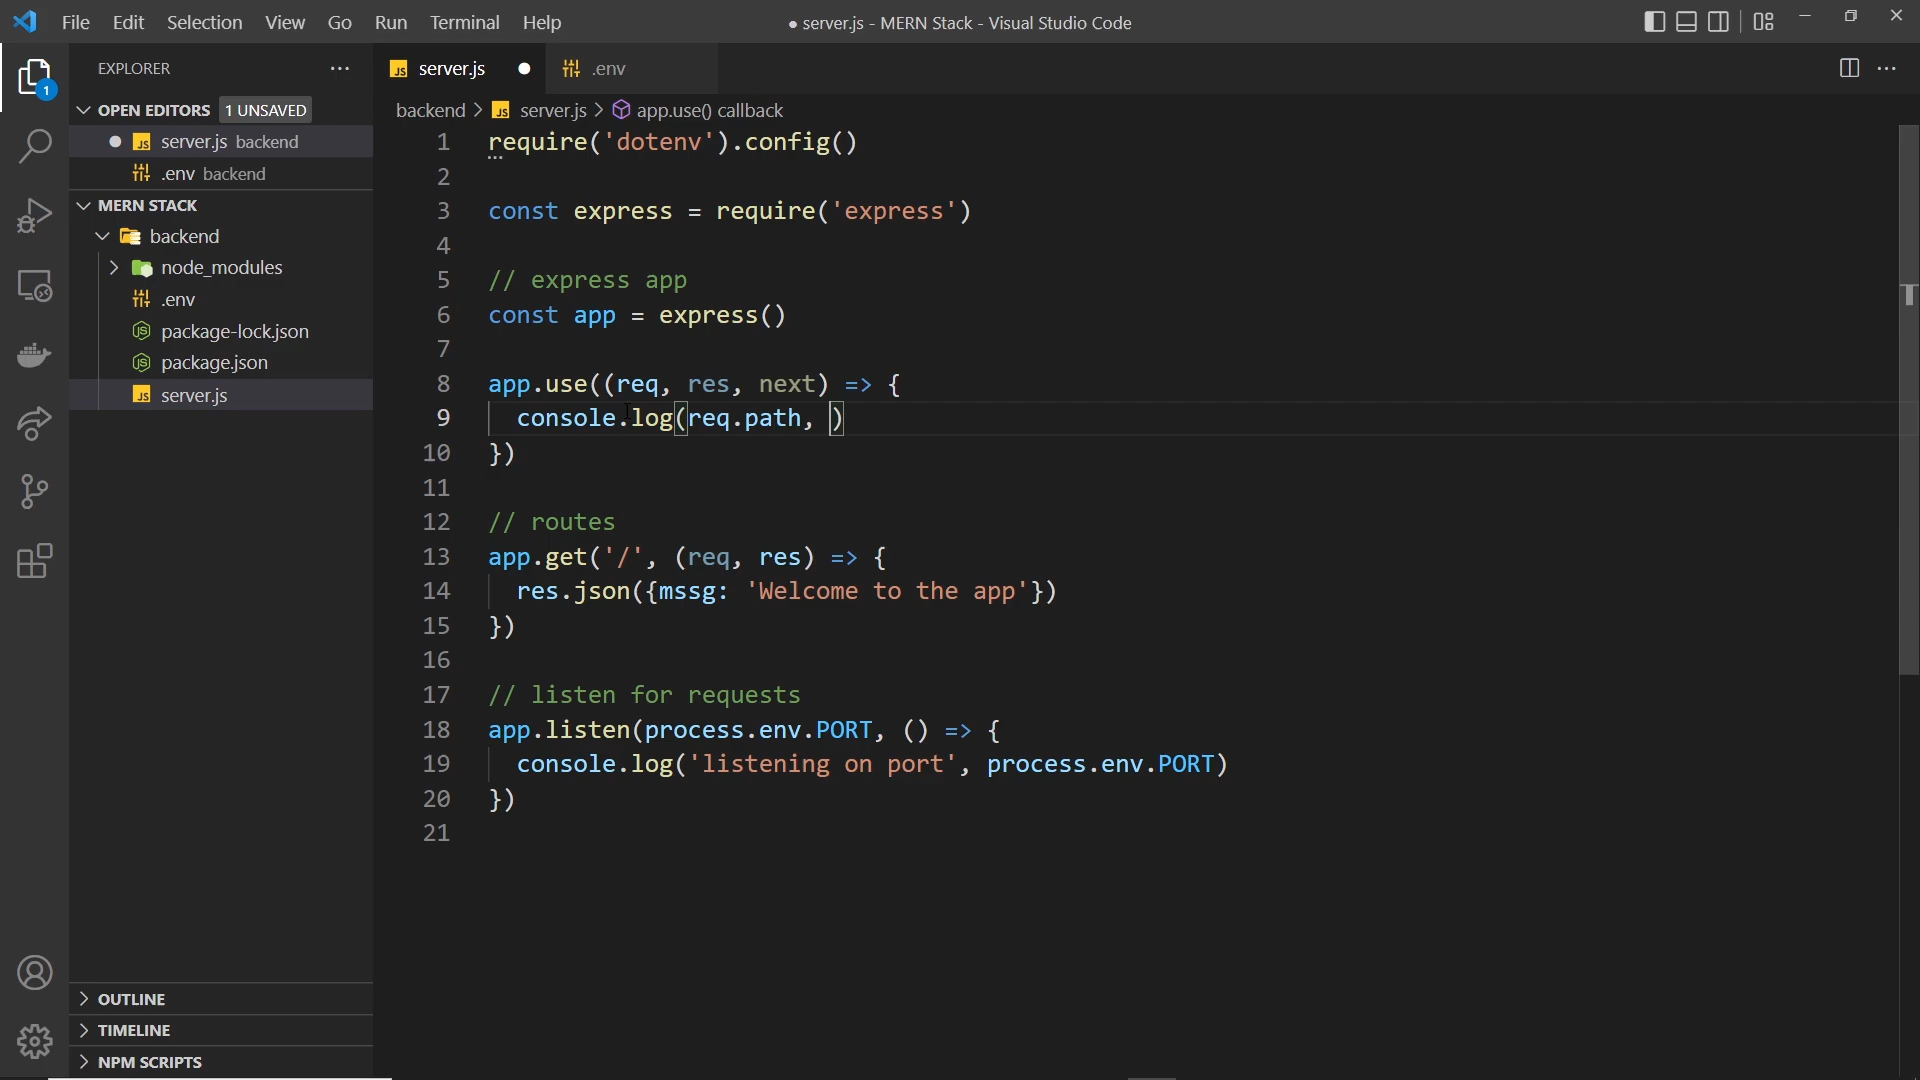 File Edit Selection View Go Run Terminal Help
● server.js - MERN Stack - Visual Studio Code
EXPLORER
OPEN EDITORS 1 UNSAVED
JS server.js backend
.env backend
MERN STACK
backend
node_modules
.env
package-lock.json
package.json
JS server.js
OUTLINE
TIMELINE
NPM SCRIPTS
1
JS server.js ●
.env
backend > JS server.js > app.use() callback
1 require('dotenv').config()
2
3 const express = require('express')
4
5 // express app
6 const app = express()
7
8 app.use((req, res, next) => {
9 console.log(req.path, )
10 })
11
12 // routes
13 app.get('/', (req, res) => {
14 res.json({mssg: 'Welcome to the app'})
15 })
16
17 // listen for requests
18 app.listen(process.env.PORT, () => {
19 console.log('listening on port', process.env.PORT)
20 })
21